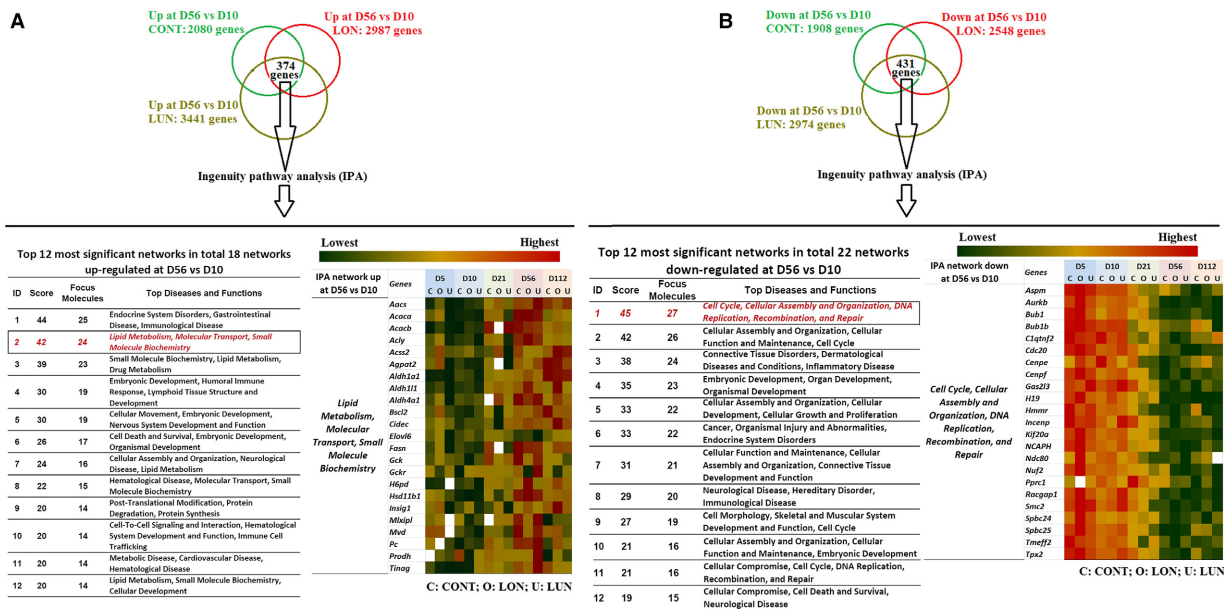 A
Up at D56 vs D10
CONT: 2080 genes
Up at D56 vs D10
LON: 2987 genes
374
genes
Up at D56 vs D10
LUN: 3441 genes
Ingenuity pathway analysis (IPA)
Top 12 most significant networks in total 18 networks
up-regulated at D56 vs D10
ID Score Focus Molecules Top Diseases and Functions
1 44 25 Endocrine System Disorders, Gastrointestinal
Disease, Immunological Disease
2 42 24 Lipid Metabolism, Molecular Transport, Small
Molecule Biochemistry
3 39 23 Small Molecule Biochemistry, Lipid Metabolism,
Drug Metabolism
4 30 19 Embryonic Development, Humoral Immune
Response, Lymphoid Tissue Structure and
Development
5 30 19 Cellular Movement, Embryonic Development,
Nervous System Development and Function
6 26 17 Cell Death and Survival, Embryonic Development,
Organismal Development
7 24 16 Cellular Assembly and Organization, Neurological
Disease, Lipid Metabolism
8 22 15 Hematological Disease, Molecular Transport, Small
Molecule Biochemistry
9 20 14 Post-Translational Modification, Protein
Degradation, Protein Synthesis
10 20 14 Cell-To-Cell Signaling and Interaction, Hematological
System Development and Function, Immune Cell
Trafficking
11 20 14 Metabolic Disease, Cardiovascular Disease,
Hematological Disease
12 20 14 Lipid Metabolism, Small Molecule Biochemistry,
Cellular Development
Lowest Highest
IPA network up
at D56 vs D10
Genes
D5 D10 D21 D56 D112
C O U C O U C O U C O U C O U
Lipid
Metabolism,
Molecular
Transport, Small
Molecule
Biochemistry
Aacs
Acaca
Acacb
Acly
Acss2
Agpat2
Aldh1a1
Aldh1l1
Aldh4a1
Bscl2
Cidec
Elovl6
Fasn
Gck
Gckr
H6pd
Hsd11b1
Insig1
Mlxipl
Mvd
Pc
Prodh
Tinag
C: CONT; O: LON; U: LUN
B
Down at D56 vs D10
CONT: 1908 genes
Down at D56 vs D10
LON: 2548 genes
431
genes
Down at D56 vs D10
LUN: 2974 genes
Ingenuity pathway analysis (IPA)
Top 12 most significant networks in total 22 networks
down-regulated at D56 vs D10
ID Score Focus Molecules Top Diseases and Functions
1 45 27 Cell Cycle, Cellular Assembly and Organization, DNA
Replication, Recombination, and Repair
2 42 26 Cellular Assembly and Organization, Cellular
Function and Maintenance, Cell Cycle
3 38 24 Connective Tissue Disorders, Dermatological
Diseases and Conditions, Inflammatory Disease
4 35 23 Embryonic Development, Organ Development,
Organismal Development
5 33 22 Cellular Assembly and Organization, Cellular
Development, Cellular Growth and Proliferation
6 33 22 Cancer, Organismal Injury and Abnormalities,
Endocrine System Disorders
7 31 21 Cellular Function and Maintenance, Cellular
Assembly and Organization, Connective Tissue
Development and Function
8 29 20 Neurological Disease, Hereditary Disorder,
Immunological Disease
9 27 19 Cell Morphology, Skeletal and Muscular System
Development and Function, Cell Cycle
10 21 16 Cellular Assembly and Organization, Cellular
Function and Maintenance, Embryonic Development
11 21 16 Cellular Compromise, Cell Cycle, DNA Replication,
Recombination, and Repair
12 19 15 Cellular Compromise, Cell Death and Survival,
Neurological Disease
Lowest Highest
IPA network down
at D56 vs D10
Genes
D5 D10 D21 D56 D112
C O U C O U C O U C O U C O U
Cell Cycle, Cellular
Assembly and
Organization, DNA
Replication,
Recombination, and
Repair
Aspm
Aurkb
Bub1
Bub1b
C1qtnf2
Cdc20
Cenpe
Cenpf
Gas2l3
H19
Hmmr
Incenp
Kif20a
NCAPH
Ndc80
Nuf2
Pprc1
Racgap1
Smc2
Spbc24
Spbc25
Tmeff2
Tpx2
C: CONT; O: LON; U: LUN